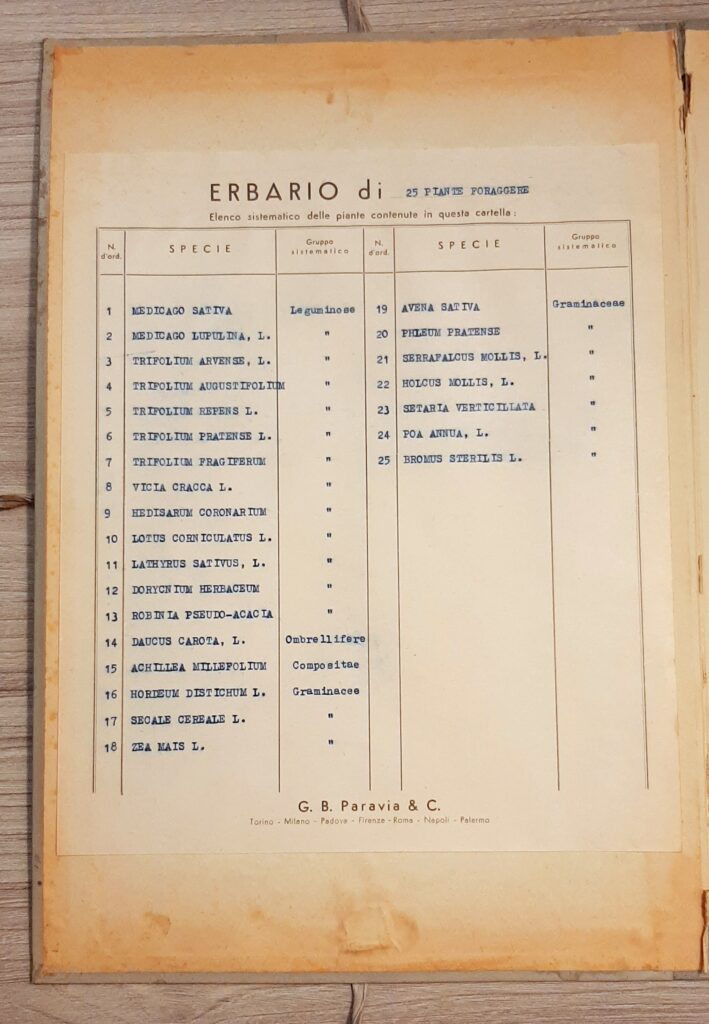 ERBARIO di 25 PIANTE FORAGGERE
Elenco sistematico delle piante contenute in questa cartella:
N. d'ord. SPECIE Gruppo sistematico N. d'ord. SPECIE Gruppo sistematico
1 MEDICAGO SATIVA Leguminose
2 MEDICAGO LUPULINA, L. "
3 TRIFOLIUM ARVENSE, L. "
4 TRIFOLIUM AUGUSTIFOLIUM "
5 TRIFOLIUM REPENS L. "
6 TRIFOLIUM PRATENSE L. "
7 TRIFOLIUM FRAGIFERUM "
8 VICIA CRACCA L. "
9 HEDISARUM CORONARIUM "
10 LOTUS CORNICULATUS L. "
11 LATHYRUS SATIVUS, L. "
12 DORYCNIUM HERBACEUM "
13 ROBINIA PSEUDO-ACACIA "
14 DAUCUS CAROTA, L. Ombrellifere
15 ACHILLEA MILLEFOLIUM Compositae
16 HORDEUM DISTICHUM L. Graminacee
17 SECALE CEREALE L. "
18 ZEA MAIS L. "
19 AVENA SATIVA Graminaceae
20 PHLEUM PRATENSE "
21 SERRAFALCUS MOLLIS, L. "
22 HOLCUS MOLLIS, L. "
23 SETARIA VERTICILLATA "
24 POA ANNUA, L. "
25 BROMUS STERILIS L. "
G. B. Paravia & C.
Torino - Milano - Padova - Firenze - Roma - Napoli - Palermo